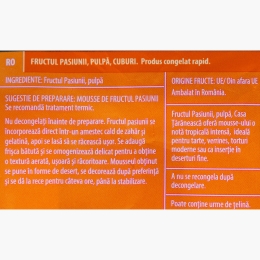 RO
FRUCTUL PASIUNII, PULPĂ, CUBURI. Produs congelat rapid.
INGREDIENTE: Fructul Pasiunii, pulpă
SUGESTIE DE PREPARARE: MOUSSE DE FRUCTUL PASIUNII
Se recomandă tratament termic.
Nu decongelați înainte de preparare. Fructul pasiunii se
încorporează direct într-un amestec cald de zahăr și
gelatină, apoi se lasă să se răcească ușor. Se adaugă
frișca bătută și se omogenizează delicat pentru a obține
o textură aerată, ușoară și răcoritoare. Mousseul obținut
se pune în forme de desert, se decorează după preferință
și se dă la rece pentru câteva ore, până la stabilizare.
ORIGINE FRUCTE: UE/ Din afara UE
Ambalat în România.
Fructul Pasiunii, pulpă, Casa
Țărănească oferă mousse-ului o
notă tropicală intensă, ideală
pentru tarte, verrines, torturi
moderne sau ca inserție în
deserturi fine.
A nu se recongela după
decongelare.
Poate conține urme de țelină.